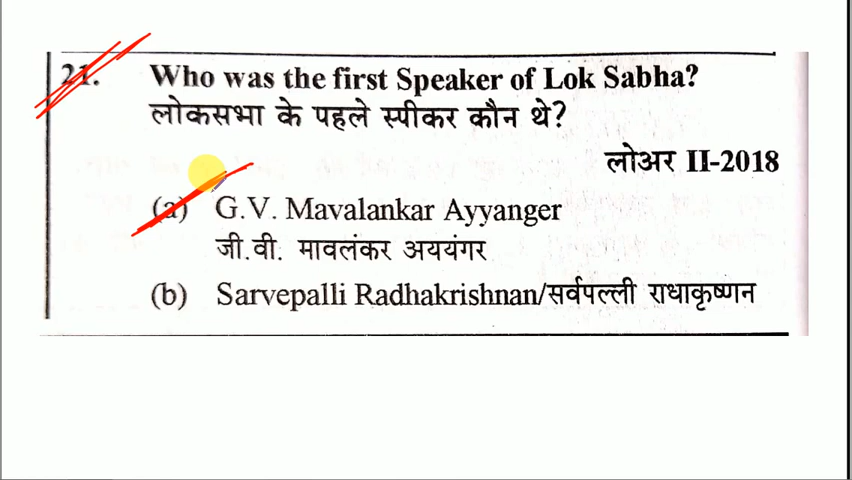 21. Who was the first Speaker of Lok Sabha?
लोकसभा के पहले स्पीकर कौन थे?
लोअर II-2018
(a) G.V. Mavalankar Ayyanger
जी.वी. मावलंकर अययंगर
(b) Sarvepalli Radhakrishnan/सर्वपल्ली राधाकृष्णन